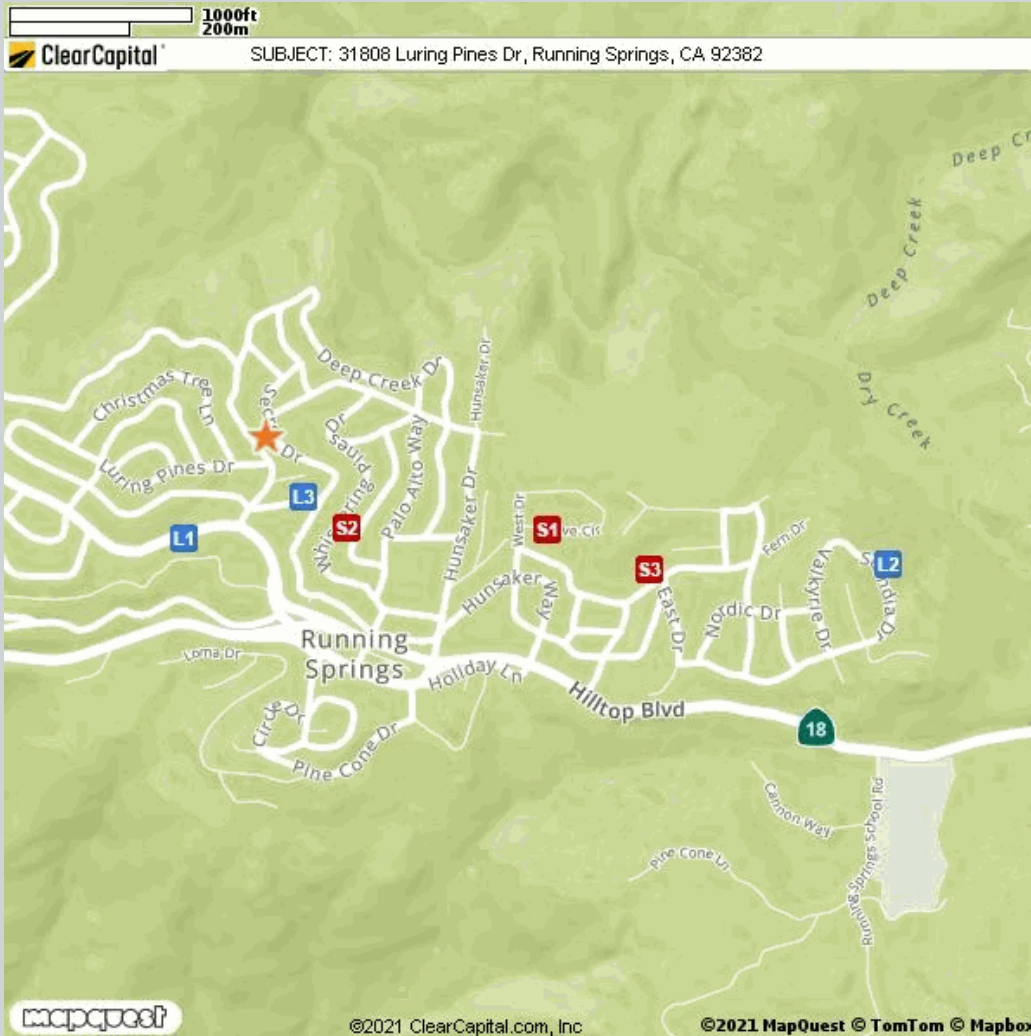 1000ft
200m
ClearCapital
SUBJECT: 31808 Luring Pines Dr, Running Springs, CA 92382
Deep
Deep Creek
Dry Creek
Hunsaker Dr
Deep Creek Dr
Christmas Tree Ln
Dr
Luring Pines Dr
Palo Alto Way
Hunsaker Dr
West Dr
L3
S2
S1
L1
Fern Dr
S3
L2
Hunsaker Way
East Dr
Nordic Dr
Valkyrie Dr
Running
Springs
Loma Dr
Holiday Ln
Hilltop Blvd
18
Circle Dr
Pine Cone Dr
Cannon Way
Running Springs School Rd
Pine Cone Ln
mapquest
©2021 ClearCapital.com, Inc
©2021 MapQuest © TomTom © Mapbox